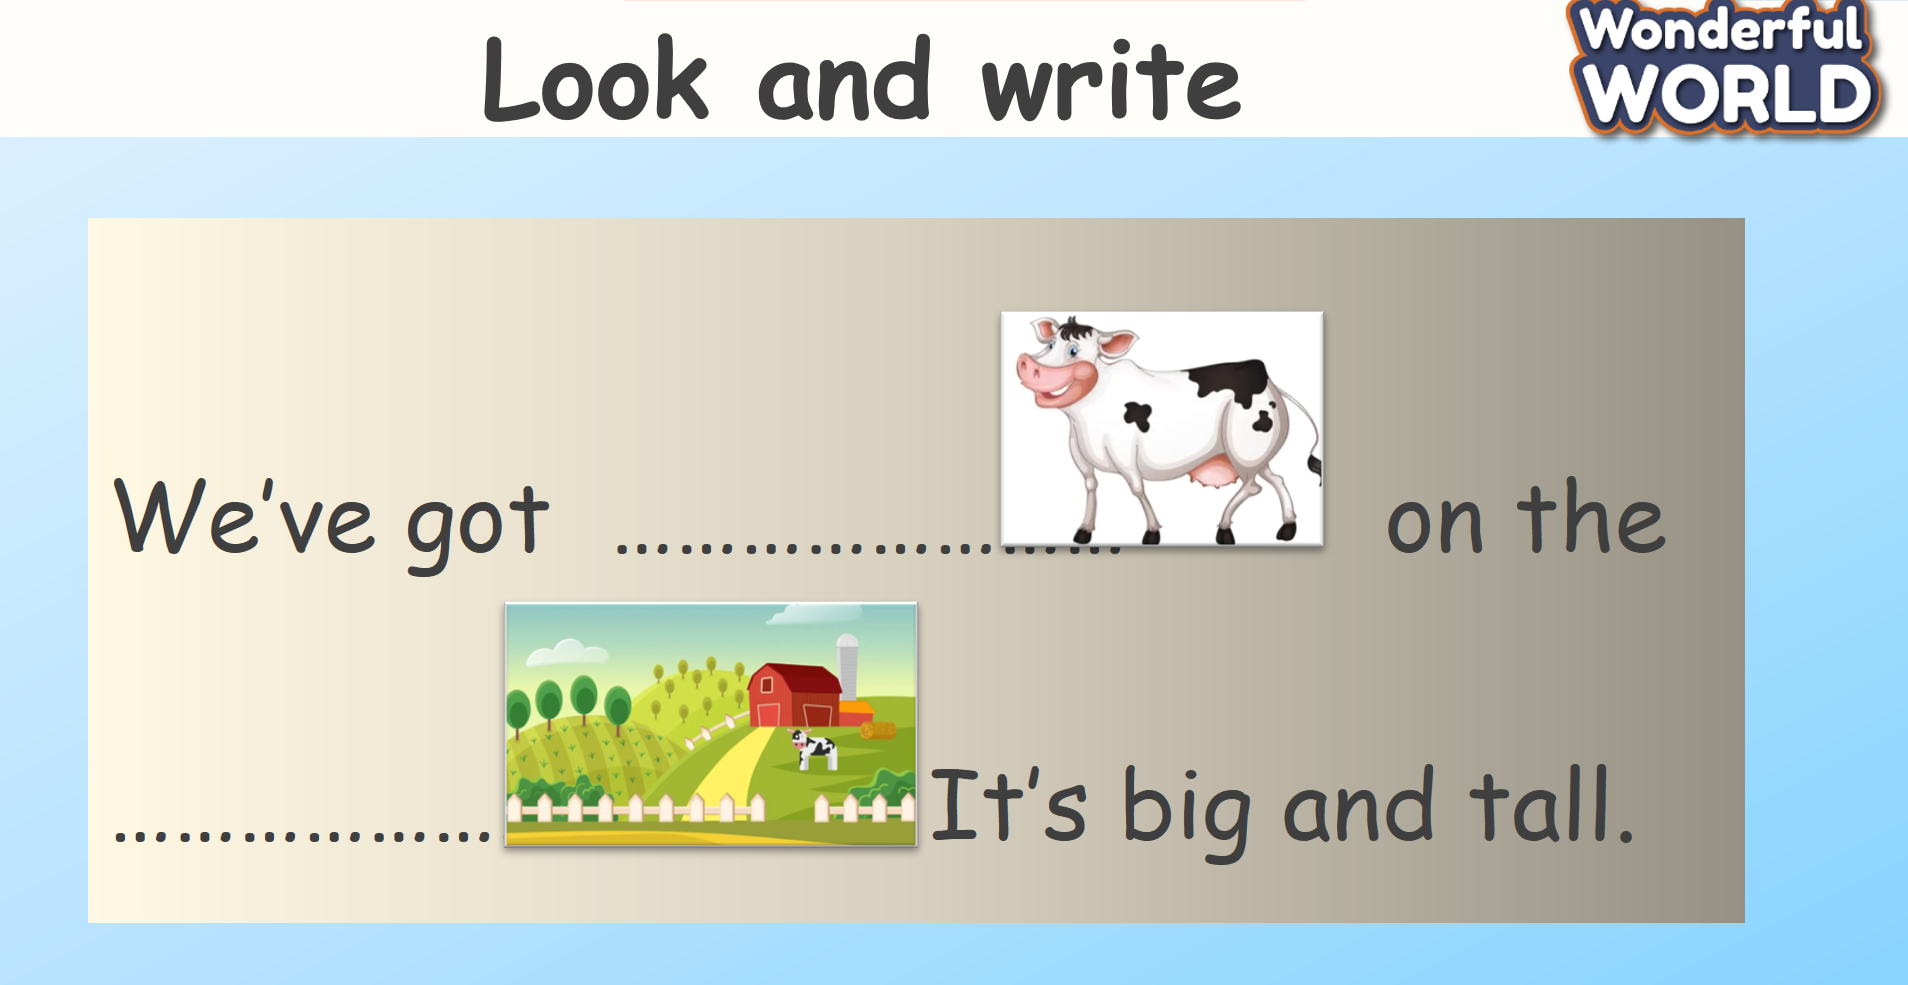 Look and write
Wonderful
WORLD
We've got ........................ on the
.................. It's big and tall.